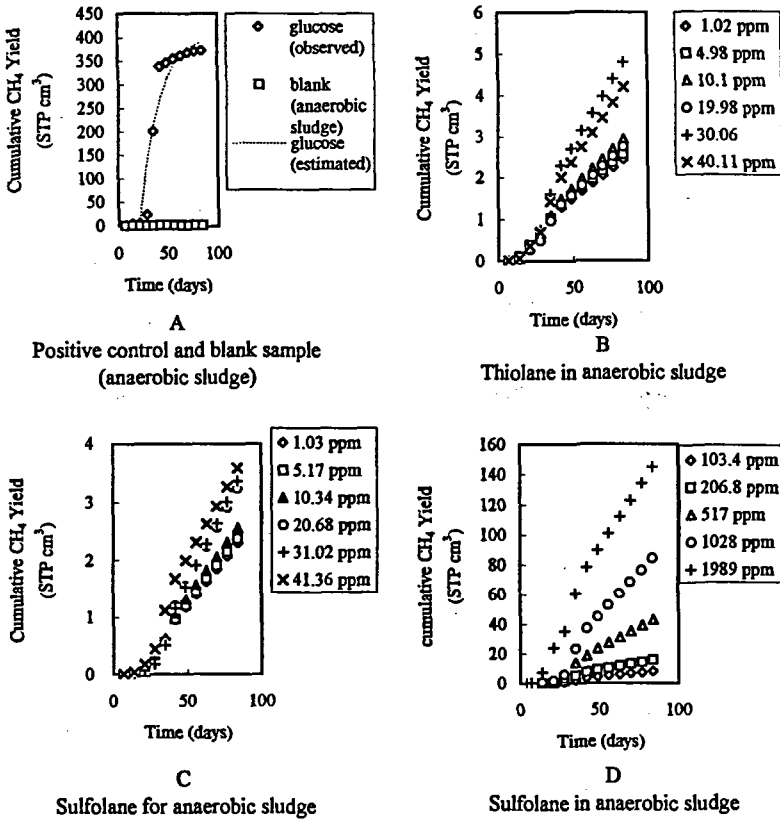 Cumulative CH₄ Yield
(STP cm³)
450
400
350
300
250
200
150
100
50
0
0
50
100
Time (days)
glucose
(observed)
blank
(anaerobic
sludge)
glucose
(estimated)
A
Positive control and blank sample
(anaerobic sludge)
Cumulative CH₄ Yield
(STP cm³)
6
5
4
3
2
1
0
0
50
100
Time (days)
1.02 ppm
4.98 ppm
10.1 ppm
19.98 ppm
30.06
40.11 ppm
B
Thiolane in anaerobic sludge
Cumulative CH₄ Yield
(STP cm³)
4
3
2
1
0
0
50
100
Time (days)
1.03 ppm
5.17 ppm
10.34 ppm
20.68 ppm
31.02 ppm
41.36 ppm
C
Sulfolane for anaerobic sludge
cumulative CH₄ Yield
(STP cm³)
160
140
120
100
80
60
40
20
0
0
50
100
Time (days)
103.4 ppm
206.8 ppm
517 ppm
1028 ppm
1989 ppm
D
Sulfolane in anaerobic sludge